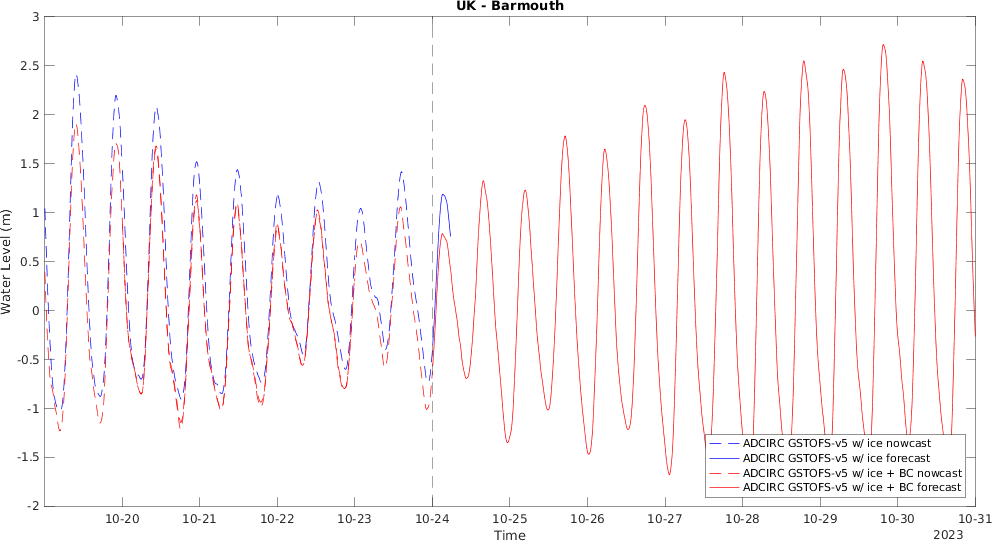 UK - Barmouth
Water Level (m)
3
2.5
2
1.5
1
0.5
0
-0.5
-1
-1.5
-2
ADCIRC GSTOFS-v5 w/ ice nowcast
ADCIRC GSTOFS-v5 w/ ice forecast
ADCIRC GSTOFS-v5 w/ ice + BC nowcast
ADCIRC GSTOFS-v5 w/ ice + BC forecast
10-20 10-21 10-22 10-23 10-24 10-25 10-26 10-27 10-28 10-29 10-30 10-31
Time
2023